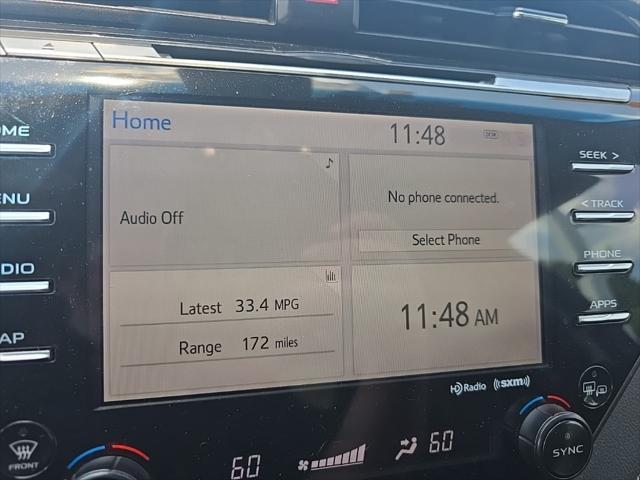 Home 11:48 DCM
Audio Off
No phone connected.
Select Phone
Latest 33.4 MPG
Range 172 miles
11:48 AM
OME
ENU
DIO
AP
SEEK >
< TRACK
PHONE
APPS
HD Radio ((sxm))
FRONT
60
60
SYNC